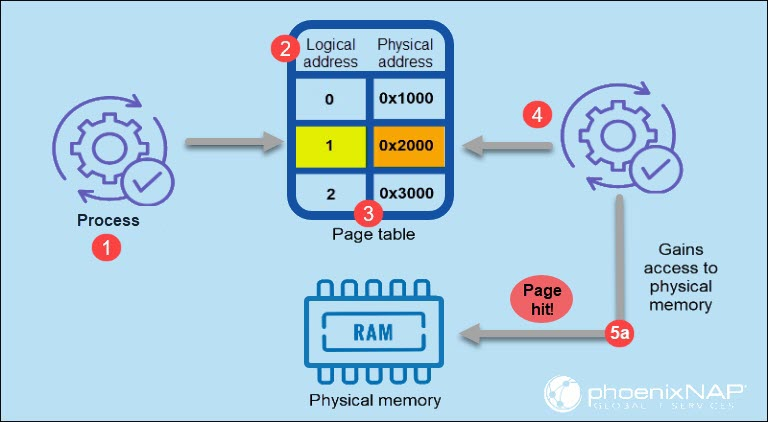 2
Logical address
Physical address
0
0x1000
1
0x2000
2
0x3000
3
Page table
Process
1
4
Gains
access to
physical
memory
Page
hit!
5a
RAM
Physical memory
phoenixNAP
GLOBAL IT SERVICES